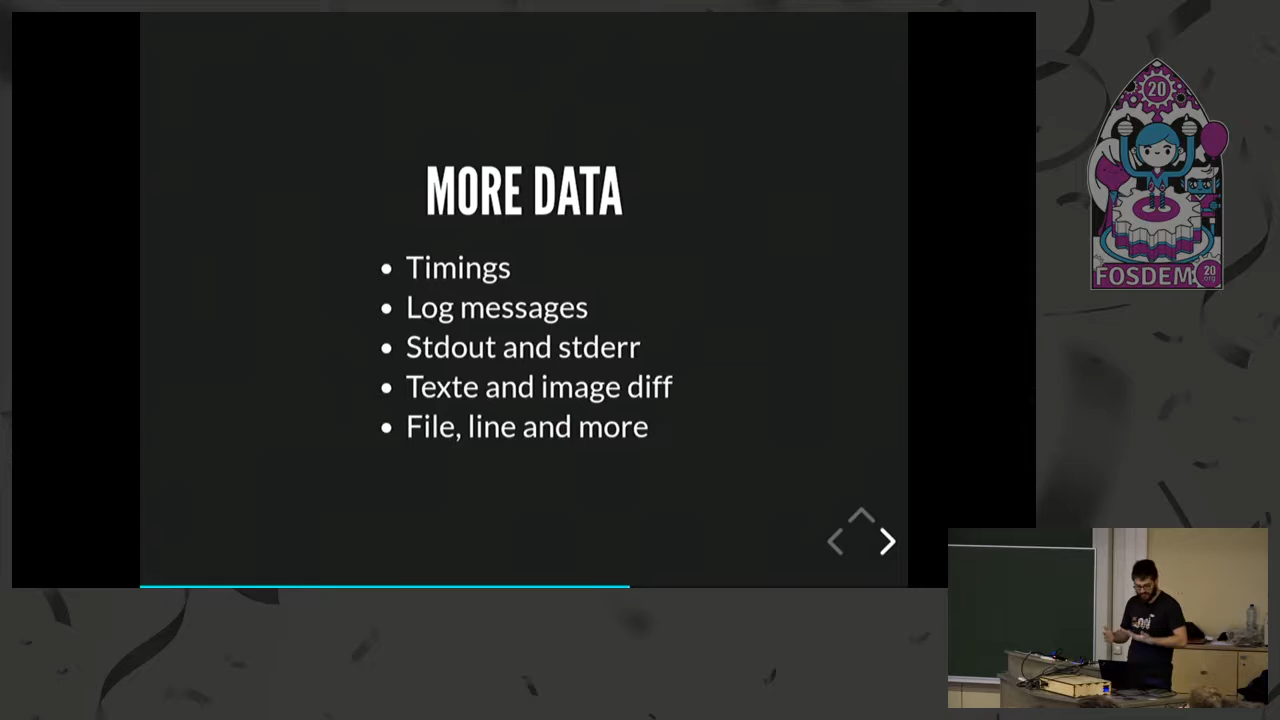 MORE DATA
Timings
Log messages
Stdout and stderr
Texte and image diff
File, line and more
20
FOSDEM
20
org